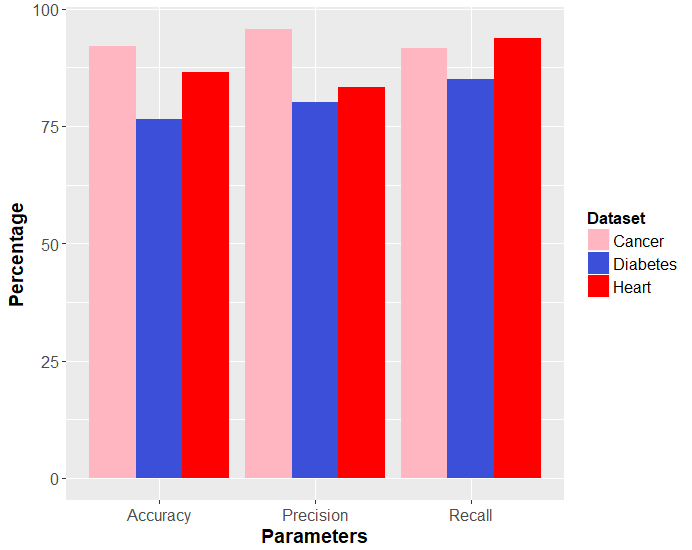 100
75
50
25
0
Percentage
Accuracy Precision Recall
Parameters
Dataset
Cancer
Diabetes
Heart